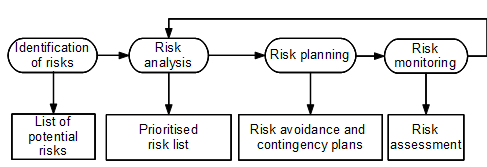 Identification
of risks
Risk
analysis
Risk planning
Risk
monitoring
List of
potential
risks
Prioritised
risk list
Risk avoidance and
contingency plans
Risk
assessment